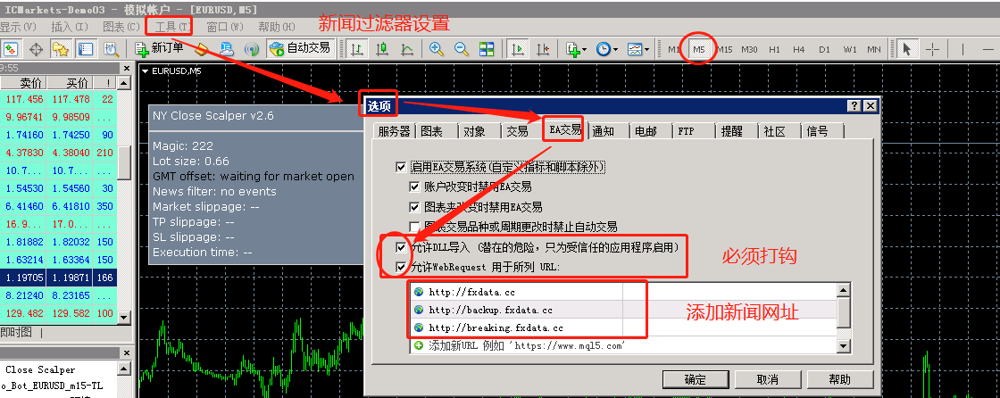 ICMarkets-Demo03 - 模拟帐户 - [EURUSD,M5]
显示(V) 插入(I) 图表(C) 工具(T) 窗口(W) 帮助(H)
新闻过滤器设置
新订单 自动交易 M1 M5 M15 M30 H1 H4 D1 W1 MN
9:55
卖价 买价 !
117.456 117.478 22
9.96741 9.98509 ...
1.74160 1.74250 90
4.37830 4.38040 210
10.7... 10.7... ...
1.54530 1.54560 30
6.41460 6.41810 350
16.9... 17.0... ...
1.81882 1.82032 150
1.63214 1.63364 150
1.19705 1.19871 166
8.21240 8.23165 ...
129.482 129.582 100
即时图
Close Scalper
o_Bot_EURUSD_m15-TL
EURUSD,M5
NY Close Scalper v2.6
Magic: 222
Lot size: 0.66
GMT offset: waiting for market open
News filter: no events
Market slippage: --
TP slippage: --
SL slippage: --
Execution time: --
选项
服务器 图表 对象 交易 EA交易 通知 电邮 FTP 提醒 社区 信号
启用EA交易系统(自定义指标和脚本除外)
账户改变时禁用EA交易
图表夹改变时禁用EA交易
图表交易品种或周期更改时禁止自动交易
允许DLL导入 (潜在的危险，只为受信任的应用程序启用)
允许WebRequest 用于所列 URL:
必须打钩
http://fxdata.cc
http://backup.fxdata.cc
http://breaking.fxdata.cc
添加新URL 例如 'https://www.mql5.com'
添加新闻网址
确定 取消 帮助